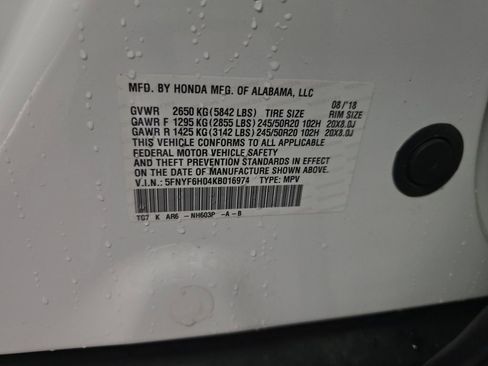 MFD. BY HONDA MFG. OF ALABAMA, LLC
08/'18
GVWR 2650 KG(5842 LBS) TIRE SIZE RIM SIZE
GAWR F 1295 KG(2855 LBS) 245/50R20 102H 20X8.0J
GAWR R 1425 KG(3142 LBS) 245/50R20 102H 20X8.0J
THIS VEHICLE CONFORMS TO ALL APPLICABLE
FEDERAL MOTOR VEHICLE SAFETY
AND THEFT PREVENTION STANDARDS IN EFFECT
ON THE DATE OF MANUFACTURE SHOWN ABOVE.
V.I.N.: 5FNYF6H04KB016974 TYPE: MPV
TG7 K AR6 -NH603P -A-B